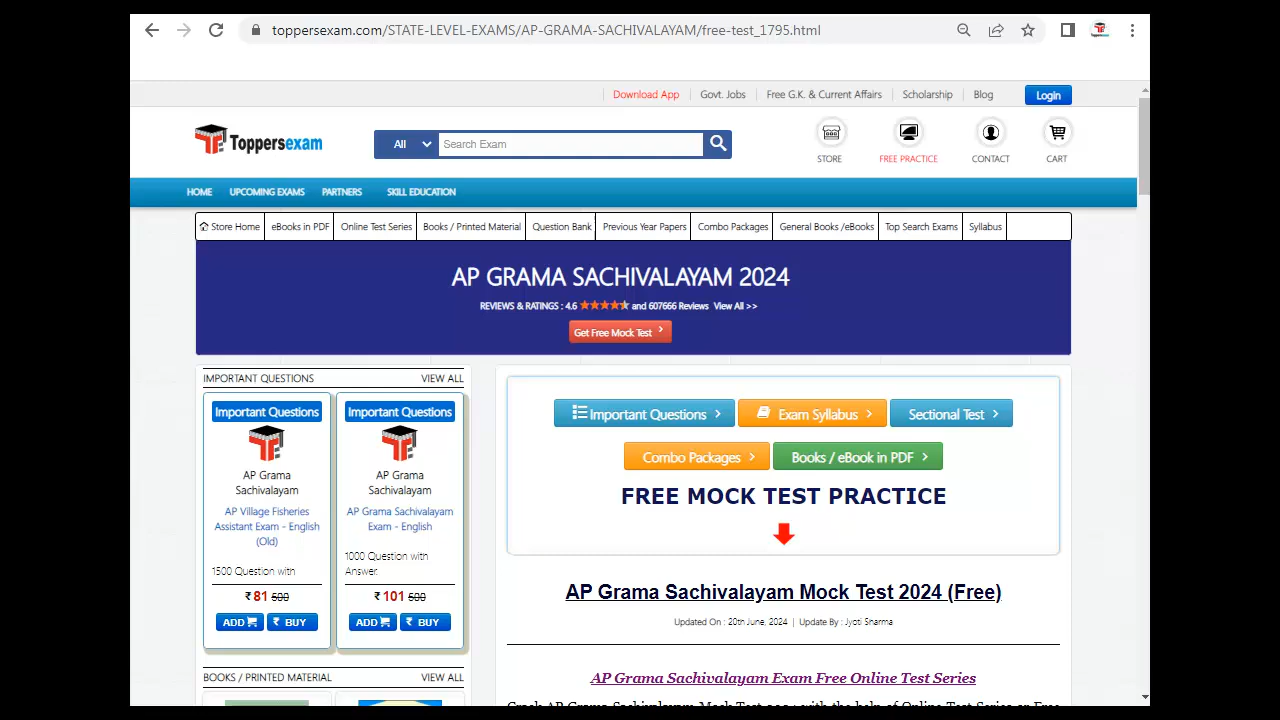 toppersexam.com/STATE-LEVEL-EXAMS/AP-GRAMA-SACHIVALAYAM/free-test_1795.html
Download App Govt. Jobs Free G.K. & Current Affairs Scholarship Blog Login
Toppersexam
All Search Exam
STORE FREE PRACTICE CONTACT CART
HOME UPCOMING EXAMS PARTNERS SKILL EDUCATION
Store Home eBooks in PDF Online Test Series Books / Printed Material Question Bank Previous Year Papers Combo Packages General Books /eBooks Top Search Exams Syllabus
AP GRAMA SACHIVALAYAM 2024
REVIEWS & RATINGS : 4.6 and 607666 Reviews View All >>
Get Free Mock Test
IMPORTANT QUESTIONS VIEW ALL
Important Questions
AP Grama
Sachivalayam
AP Village Fisheries
Assistant Exam - English
(Old)
1500 Question with
₹ 81 500
ADD ₹ BUY
Important Questions
AP Grama
Sachivalayam
AP Grama Sachivalayam
Exam - English
1000 Question with
Answer.
₹ 101 500
ADD ₹ BUY
BOOKS / PRINTED MATERIAL VIEW ALL
Important Questions Exam Syllabus Sectional Test
Combo Packages Books / eBook in PDF
FREE MOCK TEST PRACTICE
AP Grama Sachivalayam Mock Test 2024 (Free)
Updated On : 20th June, 2024 | Update By : Jyoti Sharma
AP Grama Sachivalayam Exam Free Online Test Series